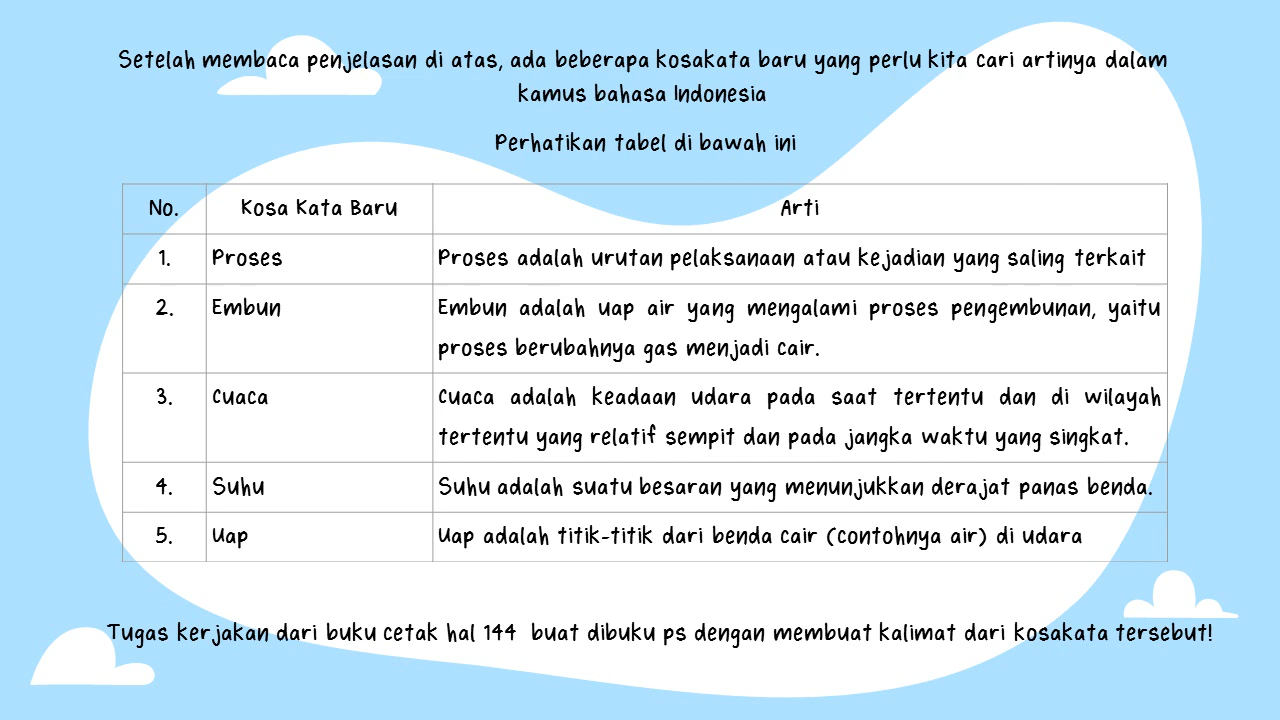 Setelah membaca penjelasan di atas, ada beberapa kosakata baru yang perlu kita cari artinya dalam
kamus bahasa Indonesia
Perhatikan tabel di bawah ini
No. Kosa Kata Baru Arti
1. Proses Proses adalah urutan pelaksanaan atau kejadian yang saling terkait
2. Embun Embun adalah uap air yang mengalami proses pengembunan, yaitu
proses berubahnya gas menjadi cair.
3. Cuaca Cuaca adalah keadaan udara pada saat tertentu dan di wilayah
tertentu yang relatif sempit dan pada jangka waktu yang singkat.
4. Suhu Suhu adalah suatu besaran yang menunjukkan derajat panas benda.
5. Uap Uap adalah titik-titik dari benda cair (contohnya air) di udara
Tugas kerjakan dari buku cetak hal 144 buat dibuku ps dengan membuat kalimat dari kosakata tersebut!